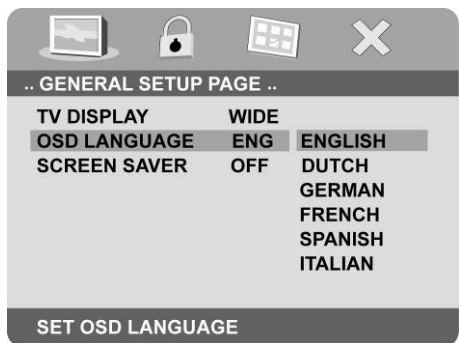 .. GENERAL SETUP PAGE ..
TV DISPLAY WIDE
OSD LANGUAGE ENG ENGLISH
SCREEN SAVER OFF DUTCH
GERMAN
FRENCH
SPANISH
ITALIAN
SET OSD LANGUAGE